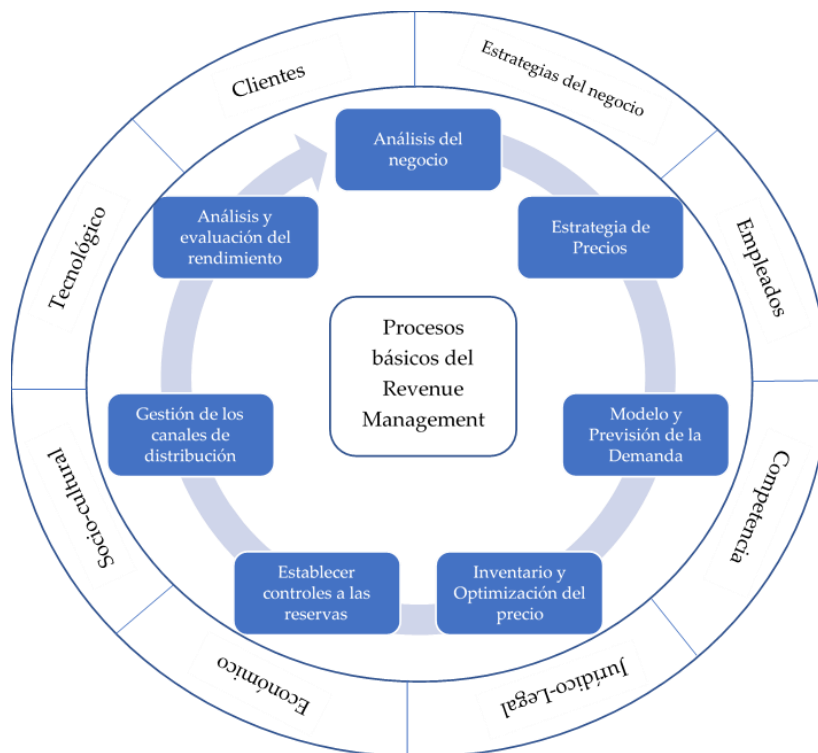 Clientes
Estrategias del negocio
Empleados
Competencia
Jurídico-Legal
Económico
Socio-cultural
Tecnológico
Análisis del
negocio
Estrategia de
Precios
Modelo y
Previsión de la
Demanda
Inventario y
Optimización del
precio
Establecer
controles a las
reservas
Gestión de los
canales de
distribución
Análisis y
evaluación del
rendimiento
Procesos
básicos del
Revenue
Management